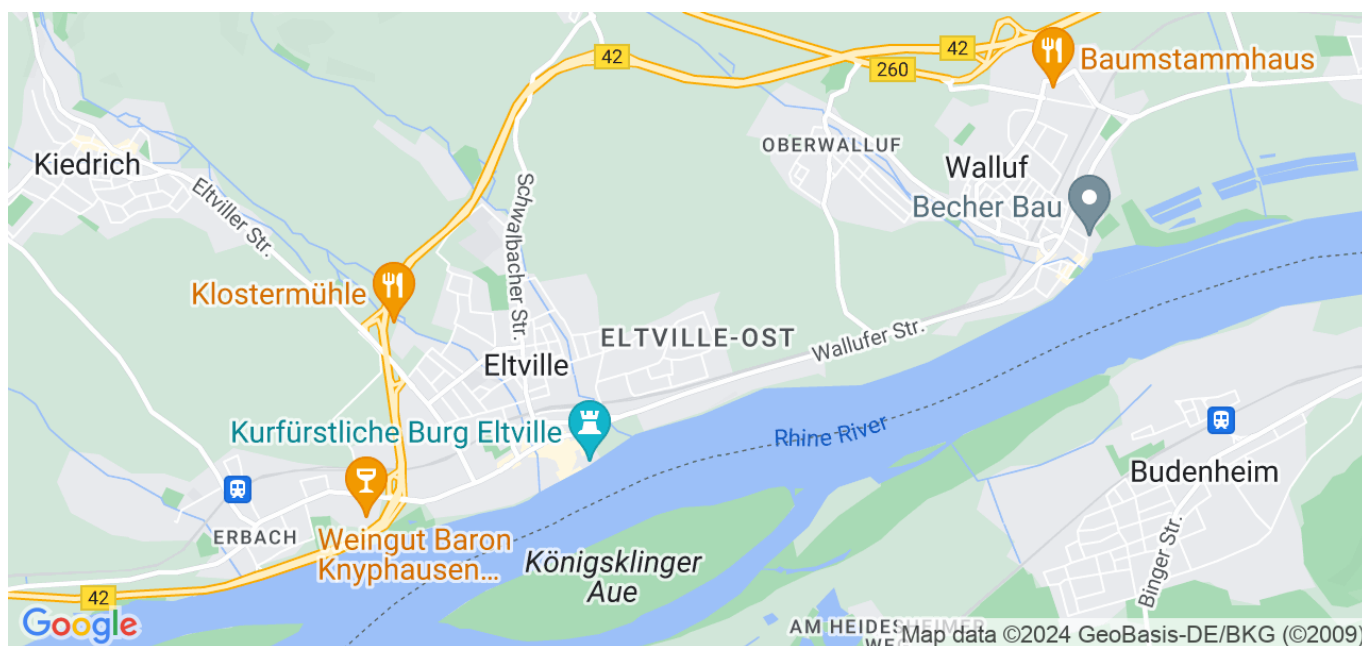 42
42
260
Baumstammhaus
OBERWALLUF
Kiedrich
Walluf
Becher Bau
Eltviller Str.
Schwalbacher Str.
Klostermühle
ELTVILLE-OST
Wallufer Str.
Eltville
Kurfürstliche Burg Eltville
Rhine River
Budenheim
ERBACH
Weingut Baron
Knyphausen...
Königsklinger
Aue
Binger Str.
42
Google
AM HEIDESHEIMER
Map data ©2024 GeoBasis-DE/BKG (©2009)